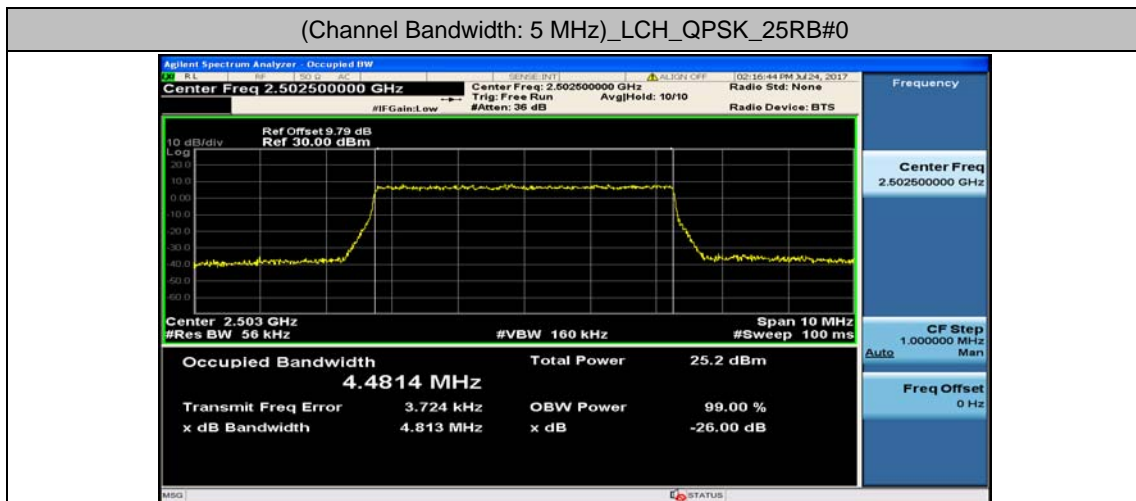 (Channel Bandwidth: 5 MHz)_LCH_QPSK_25RB#0
Agilent Spectrum Analyzer - Occupied BW
RL RF 50 Ω AC SENSE:INT ALIGN OFF 02:16:44 PM Jul 24, 2017
Center Freq 2.502500000 GHz
Center Freq: 2.502500000 GHz
Radio Std: None
Trig: Free Run Avg|Hold: 10/10
#IFGain:Low #Atten: 36 dB Radio Device: BTS
Ref Offset 9.79 dB
10 dB/div Ref 30.00 dBm
Log
20.0
10.0
0.00
-10.0
-20.0
-30.0
-40.0
-50.0
-60.0
Center 2.503 GHz Span 10 MHz
#Res BW 56 kHz #VBW 160 kHz #Sweep 100 ms
Occupied Bandwidth Total Power 25.2 dBm
4.4814 MHz
Transmit Freq Error 3.724 kHz OBW Power 99.00 %
x dB Bandwidth 4.813 MHz x dB -26.00 dB
MSG STATUS
Frequency
Center Freq
2.502500000 GHz
CF Step
1.000000 MHz
Auto Man
Freq Offset
0 Hz